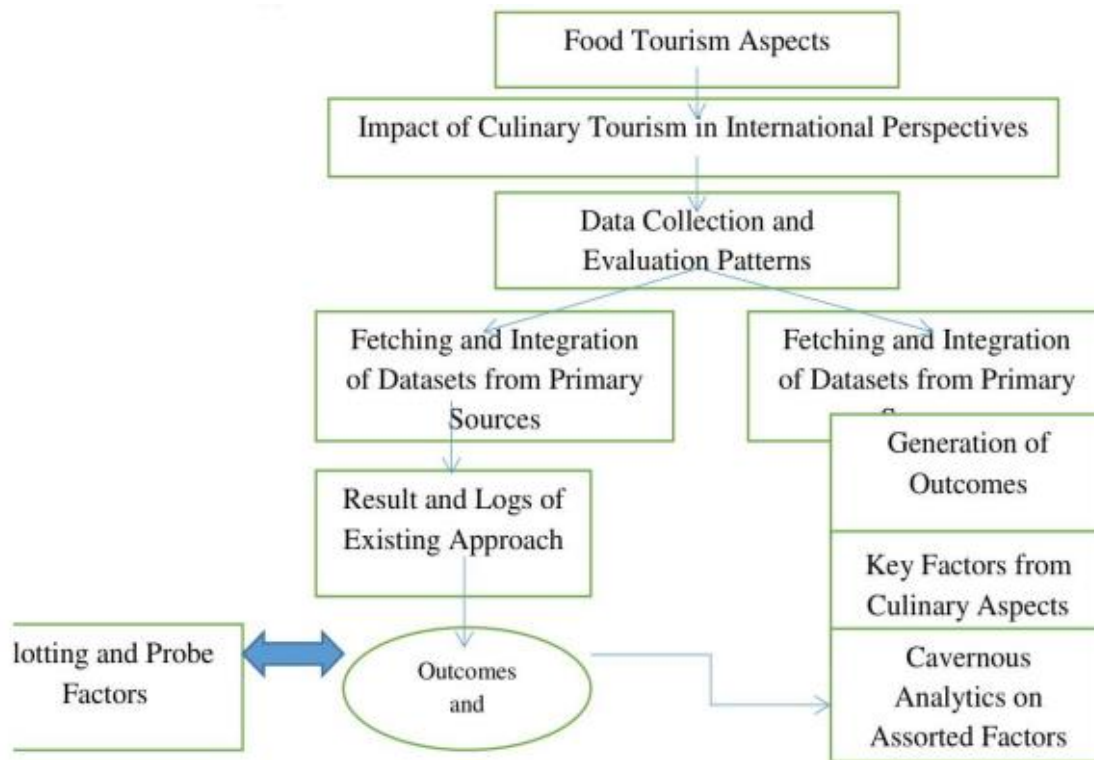 Food Tourism Aspects
Impact of Culinary Tourism in International Perspectives
Data Collection and
Evaluation Patterns
Fetching and Integration
of Datasets from Primary
Sources
Fetching and Integration
of Datasets from Primary
Generation of
Outcomes
Result and Logs of
Existing Approach
Key Factors from
Culinary Aspects
lotting and Probe
Factors
Outcomes
and
Cavernous
Analytics on
Assorted Factors